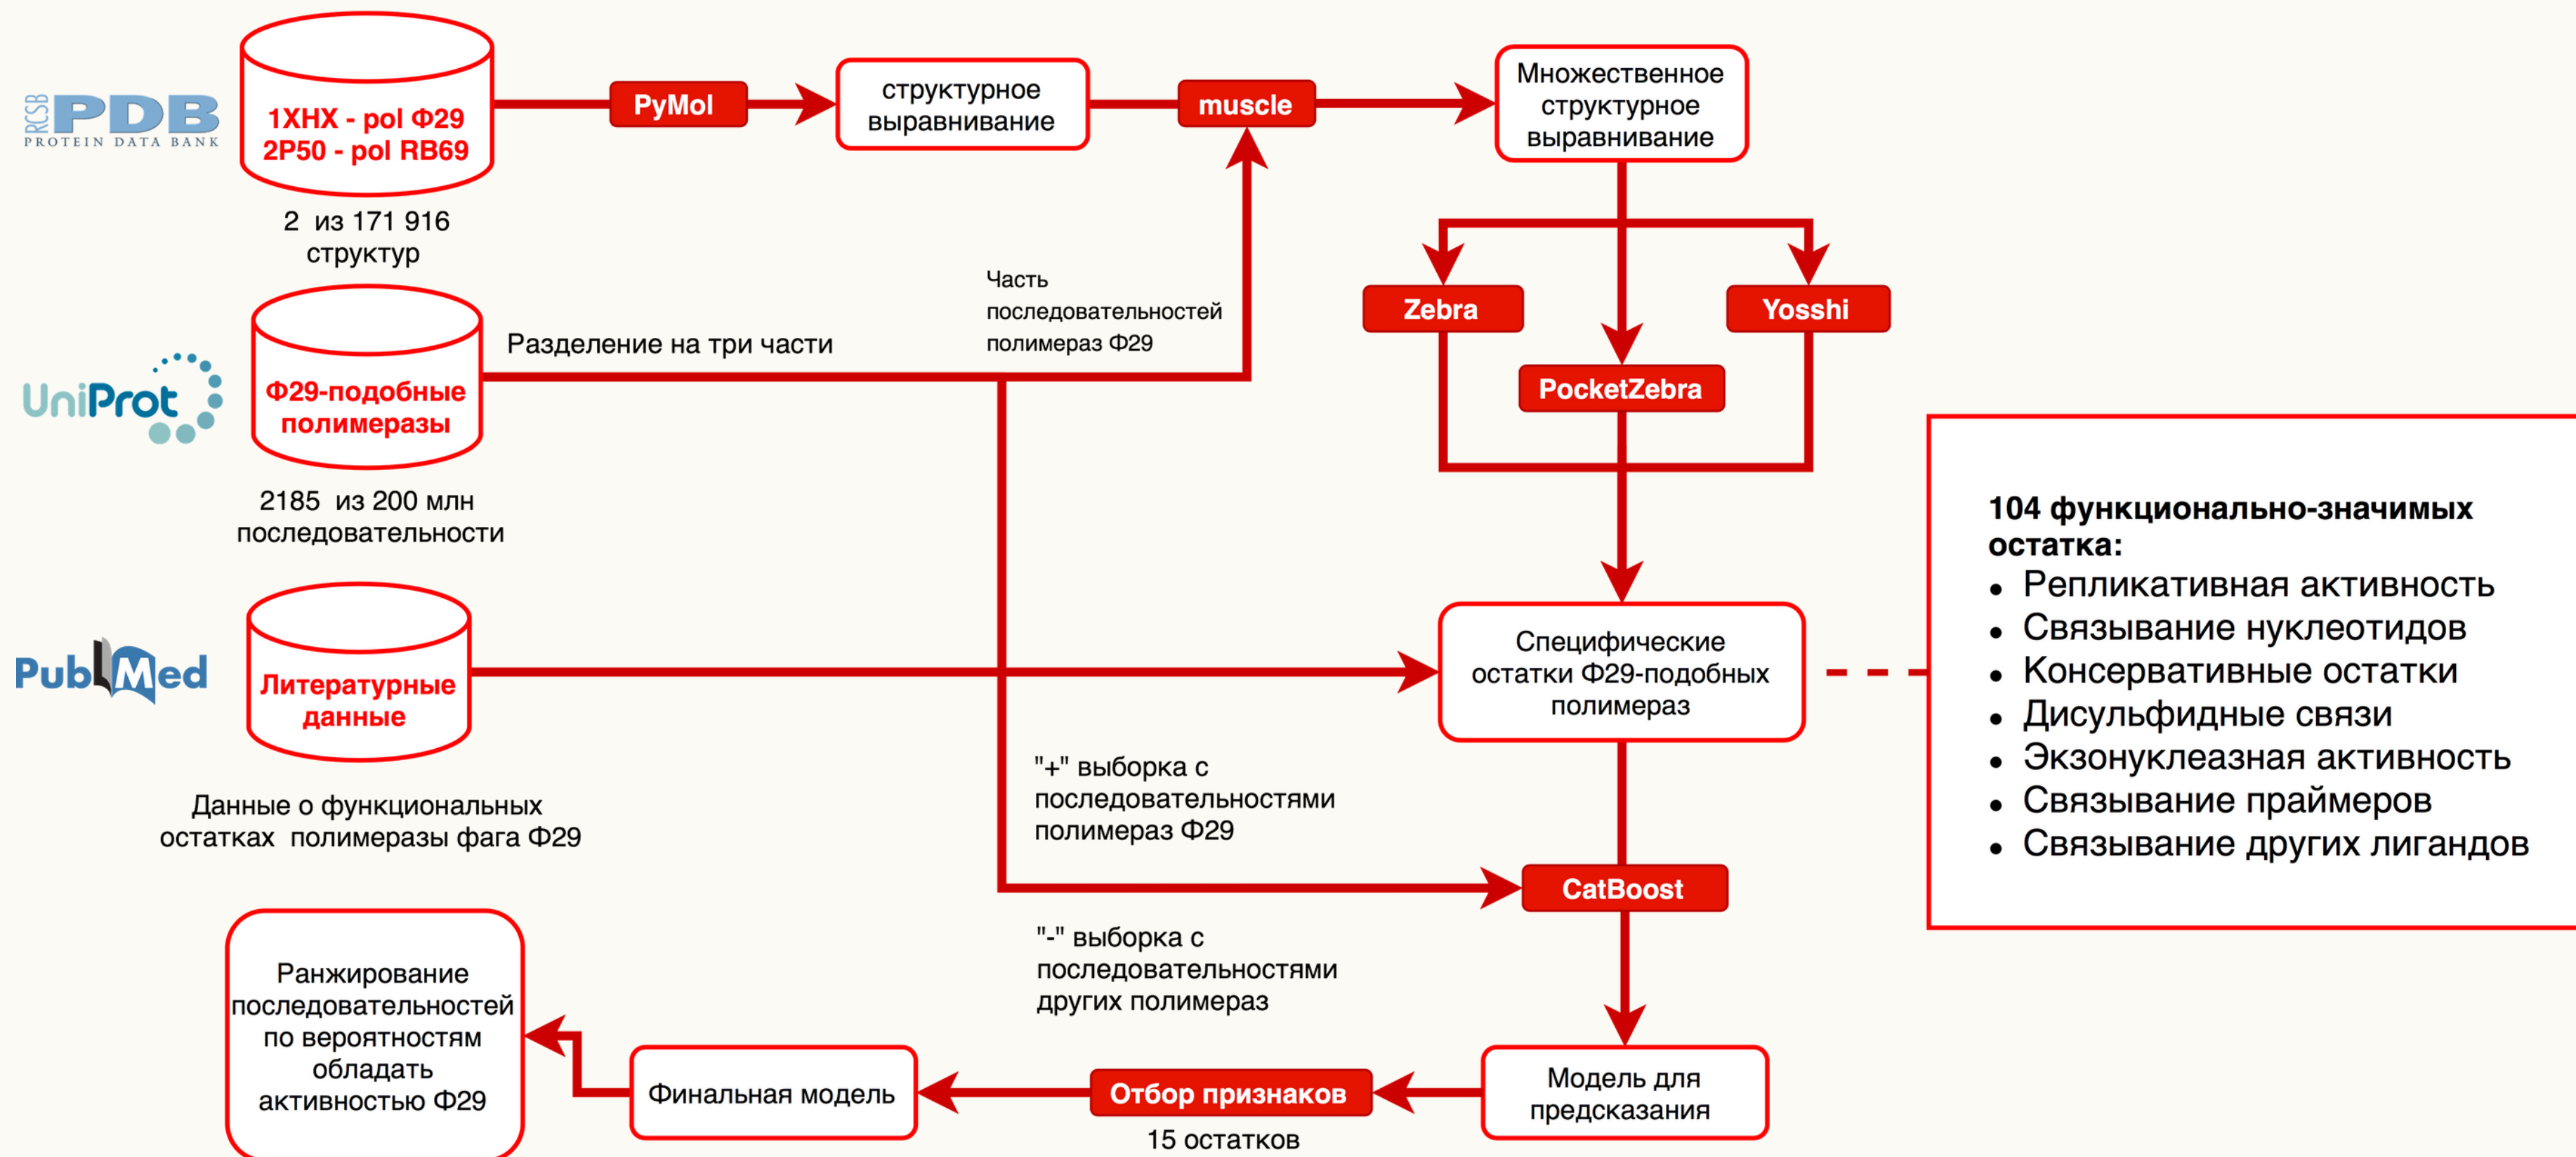 RCSB
PDB
PROTEIN DATA BANK
1XHX - pol Ф29
2P50 - pol RB69
2 из 171 916
структур
PyMol
структурное
выравнивание
muscle
Множественное
структурное
выравнивание
UniProt
Ф29-подобные
полимеразы
2185 из 200 млн
последовательности
Разделение на три части
Часть
последовательностей
полимераз Ф29
Zebra
PocketZebra
Yosshi
PubMed
Литературные
данные
Данные о функциональных
остатках полимеразы фага Ф29
Специфические
остатки Ф29-подобных
полимераз
104 функционально-значимых
остатка:
• Репликативная активность
• Связывание нуклеотидов
• Консервативные остатки
• Дисульфидные связи
• Экзонуклеазная активность
• Связывание праймеров
• Связывание других лигандов
"+" выборка с
последовательностями
полимераз Ф29
CatBoost
"-" выборка с
последовательностями
других полимераз
Модель для
предсказания
Отбор признаков
15 остатков
Финальная модель
Ранжирование
последовательностей
по вероятностям
обладать
активностью Ф29